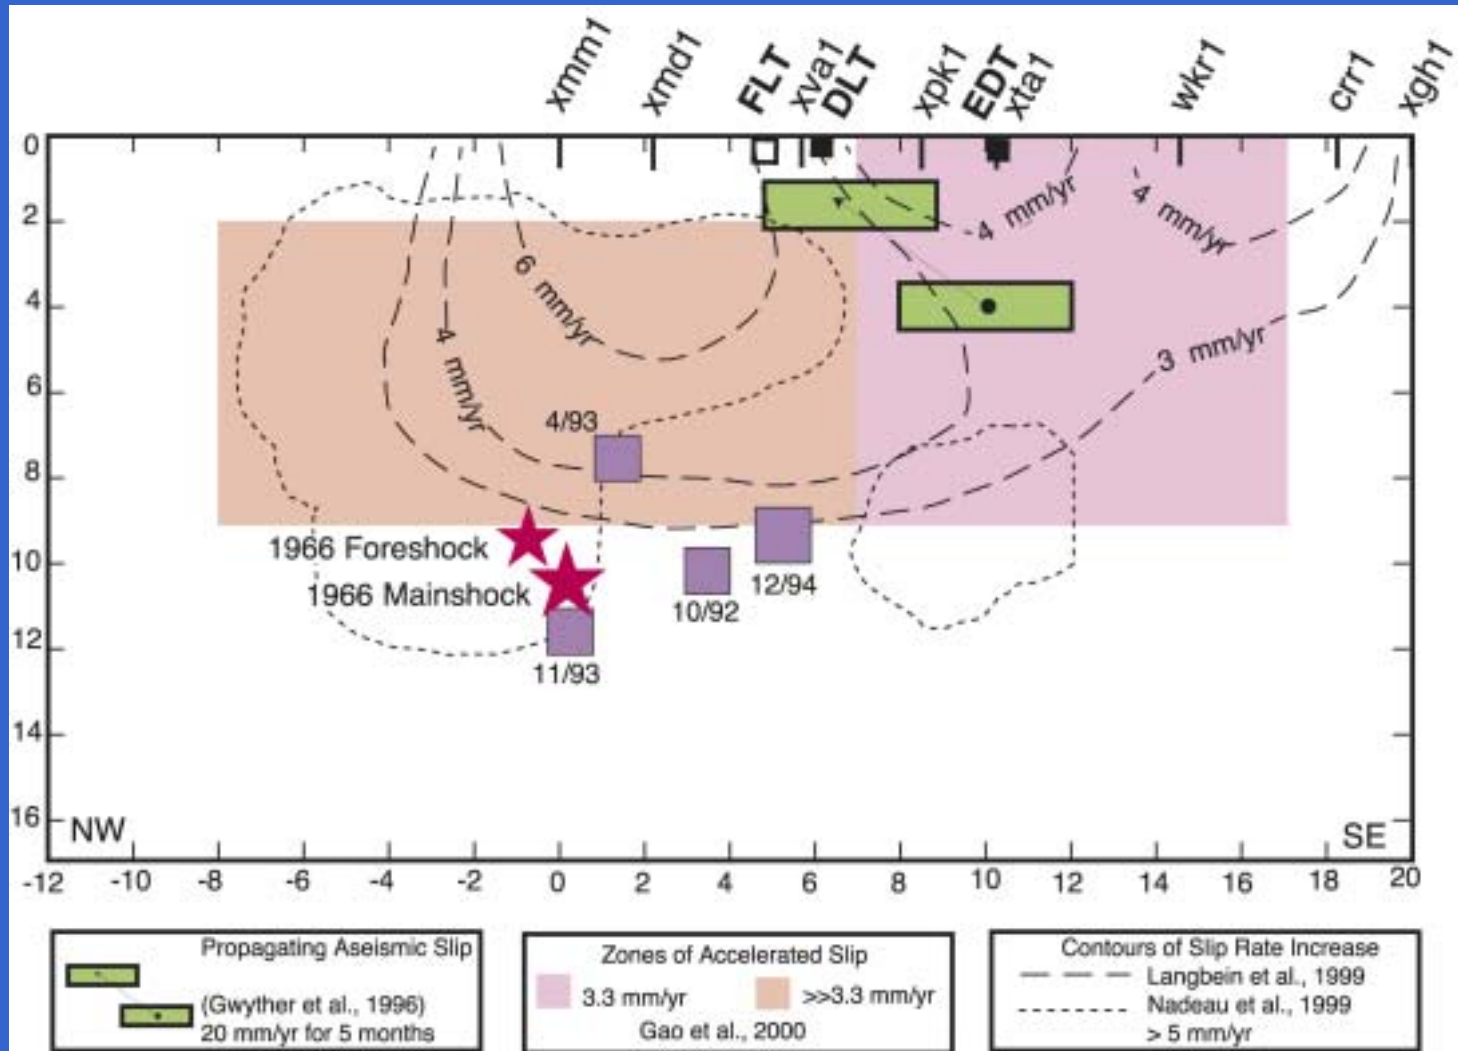 xmm1 xmd1 FLT xva1 DLT xpk1 EDT xta1 wkr1 crr1 xgh1
0
2
4
6
8
10
12
14
16
6 mm/yr
4 mm/yr
4 mm/yr
4 mm/yr
3 mm/yr
4/93
1966 Foreshock
1966 Mainshock
12/94
10/92
11/93
NW SE
-12 -10 -8 -6 -4 -2 0 2 4 6 8 10 12 14 16 18 20
Propagating Aseismic Slip
(Gwyther et al., 1996)
20 mm/yr for 5 months
Zones of Accelerated Slip
3.3 mm/yr >>3.3 mm/yr
Gao et al., 2000
Contours of Slip Rate Increase
Langbein et al., 1999
Nadeau et al., 1999
> 5 mm/yr